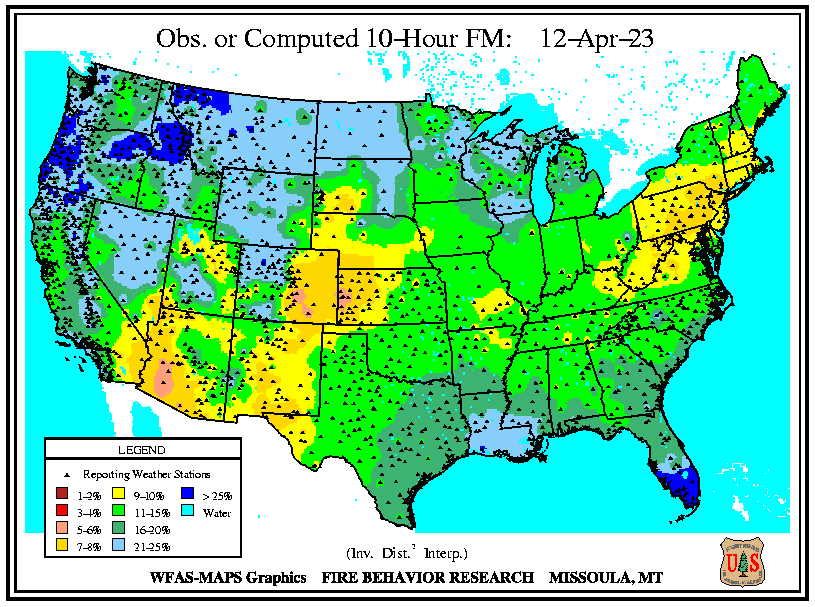 Obs. or Computed 10-Hour FM: 12-Apr-23
LEGEND
Reporting Weather Stations
1-2% 9-10% > 25%
3-4% 11-15% Water
5-6% 16-20%
7-8% 21-25%
(Inv. Dist.² Interp.)
WFAS-MAPS Graphics FIRE BEHAVIOR RESEARCH MISSOULA, MT
U S